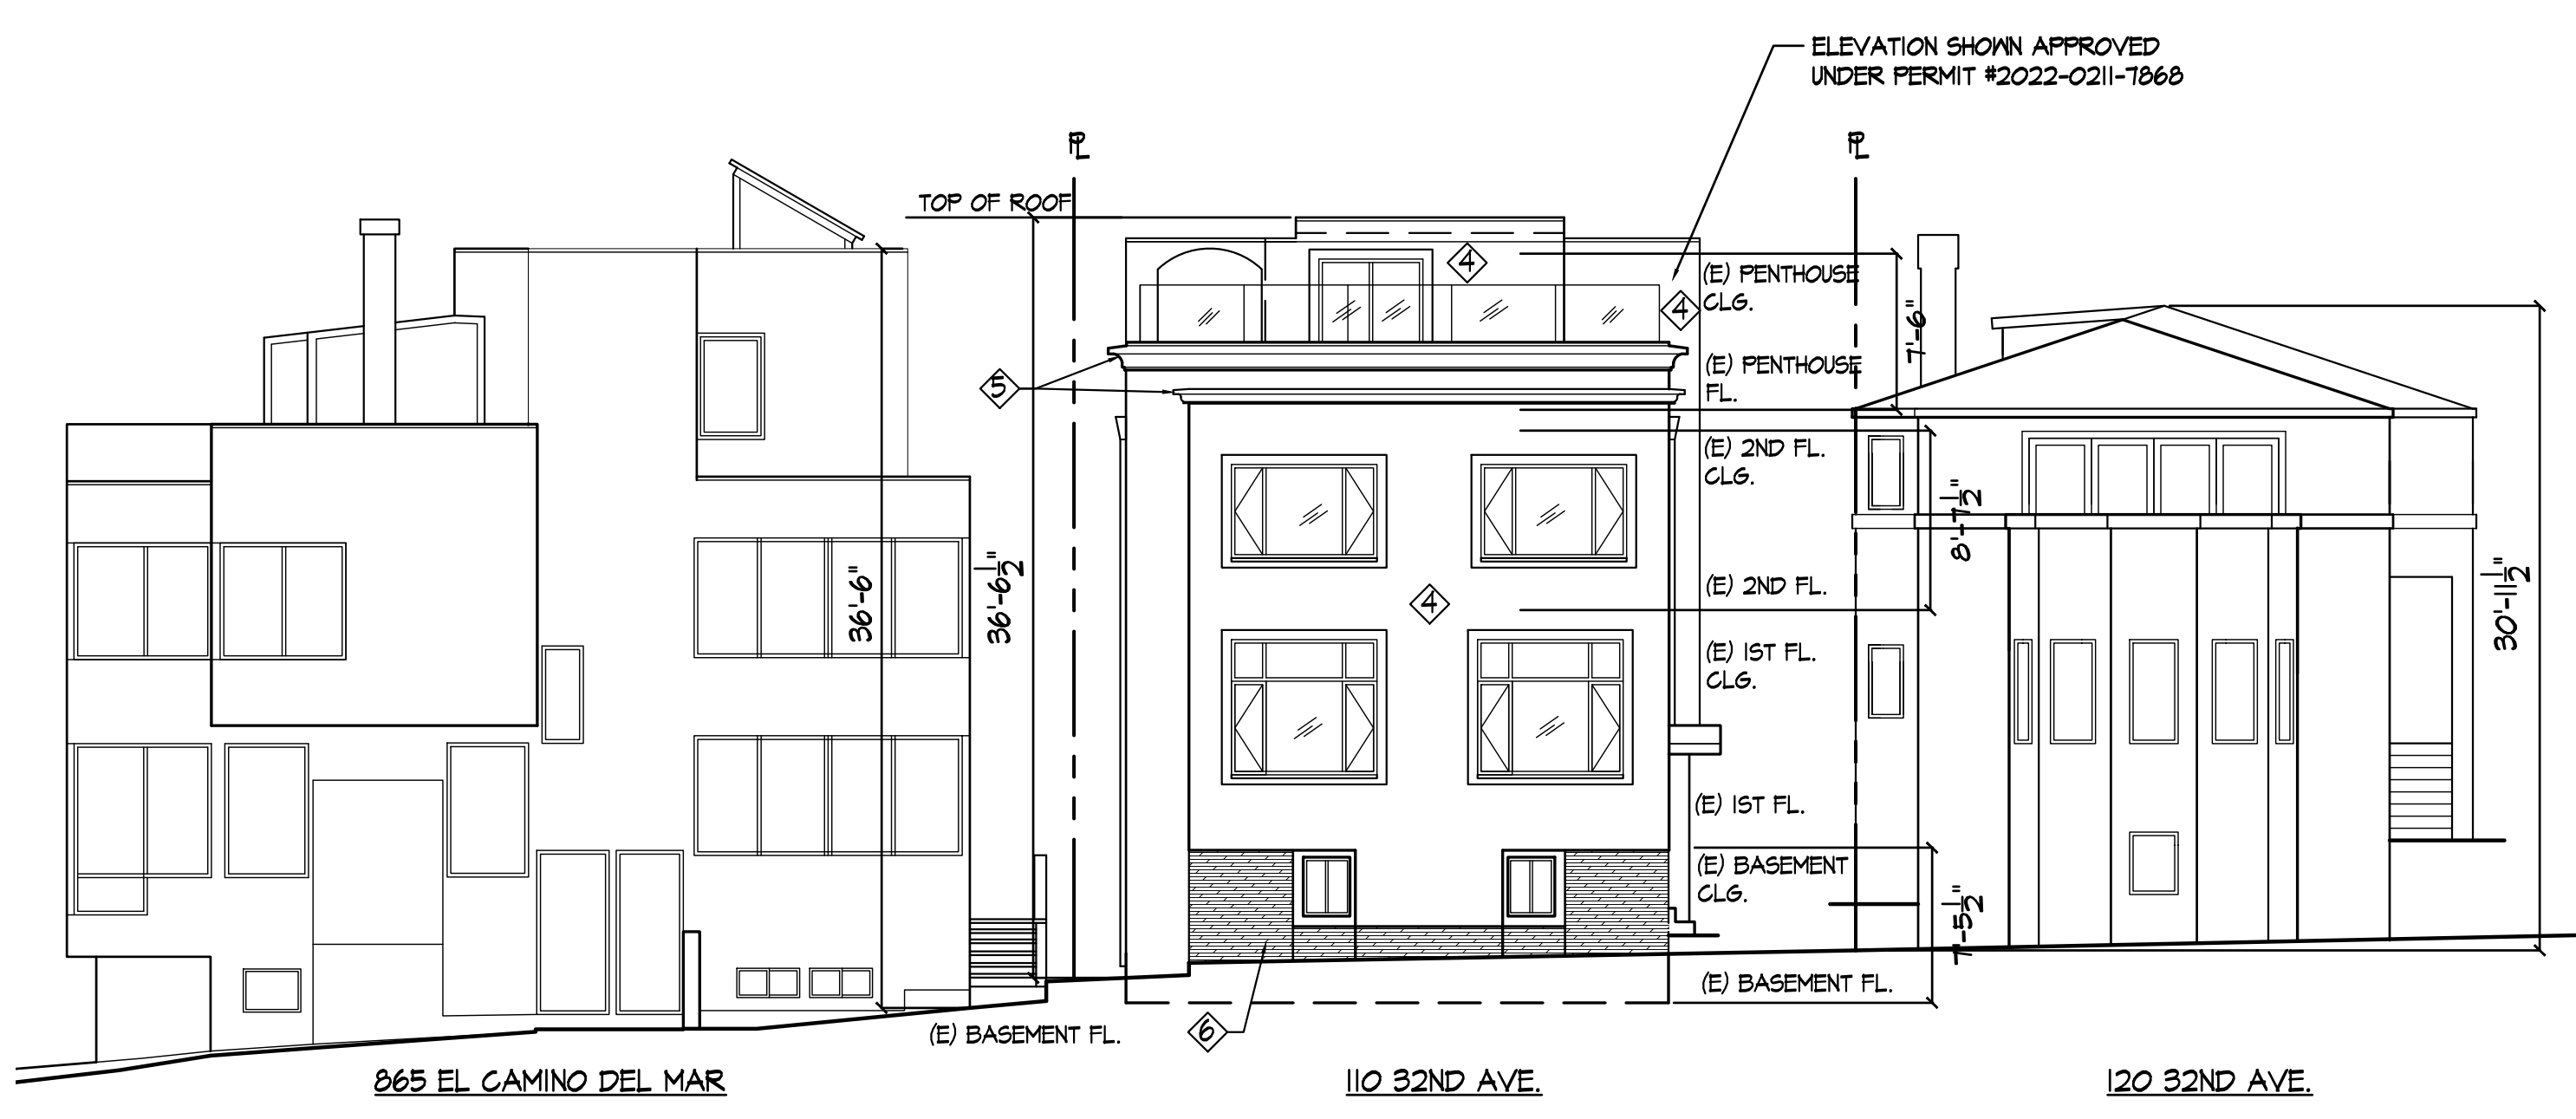 ELEVATION SHOWN APPROVED
UNDER PERMIT #2022-0211-7868
PL
PL
TOP OF ROOF
4
4
(E) PENTHOUSE
CLG.
7'-6"
5
(E) PENTHOUSE
FL.
(E) 2ND FL.
CLG.
8'-7 1/2"
36'-6"
36'-6 1/2"
4
(E) 2ND FL.
30'-11 1/2"
(E) 1ST FL.
CLG.
(E) 1ST FL.
(E) BASEMENT
CLG.
7'-5 1/2"
(E) BASEMENT FL.
(E) BASEMENT FL.
6
865 EL CAMINO DEL MAR
110 32ND AVE.
120 32ND AVE.